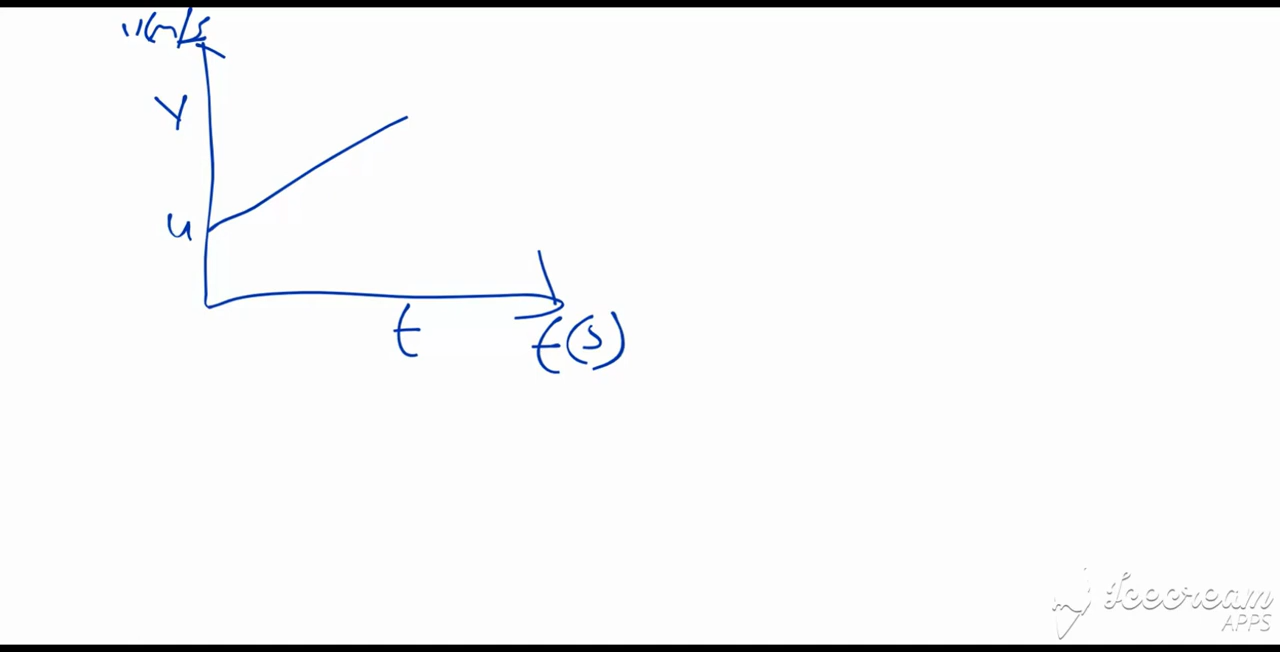 v(m/s
v
u
t
t(s)
Icecream
APPS